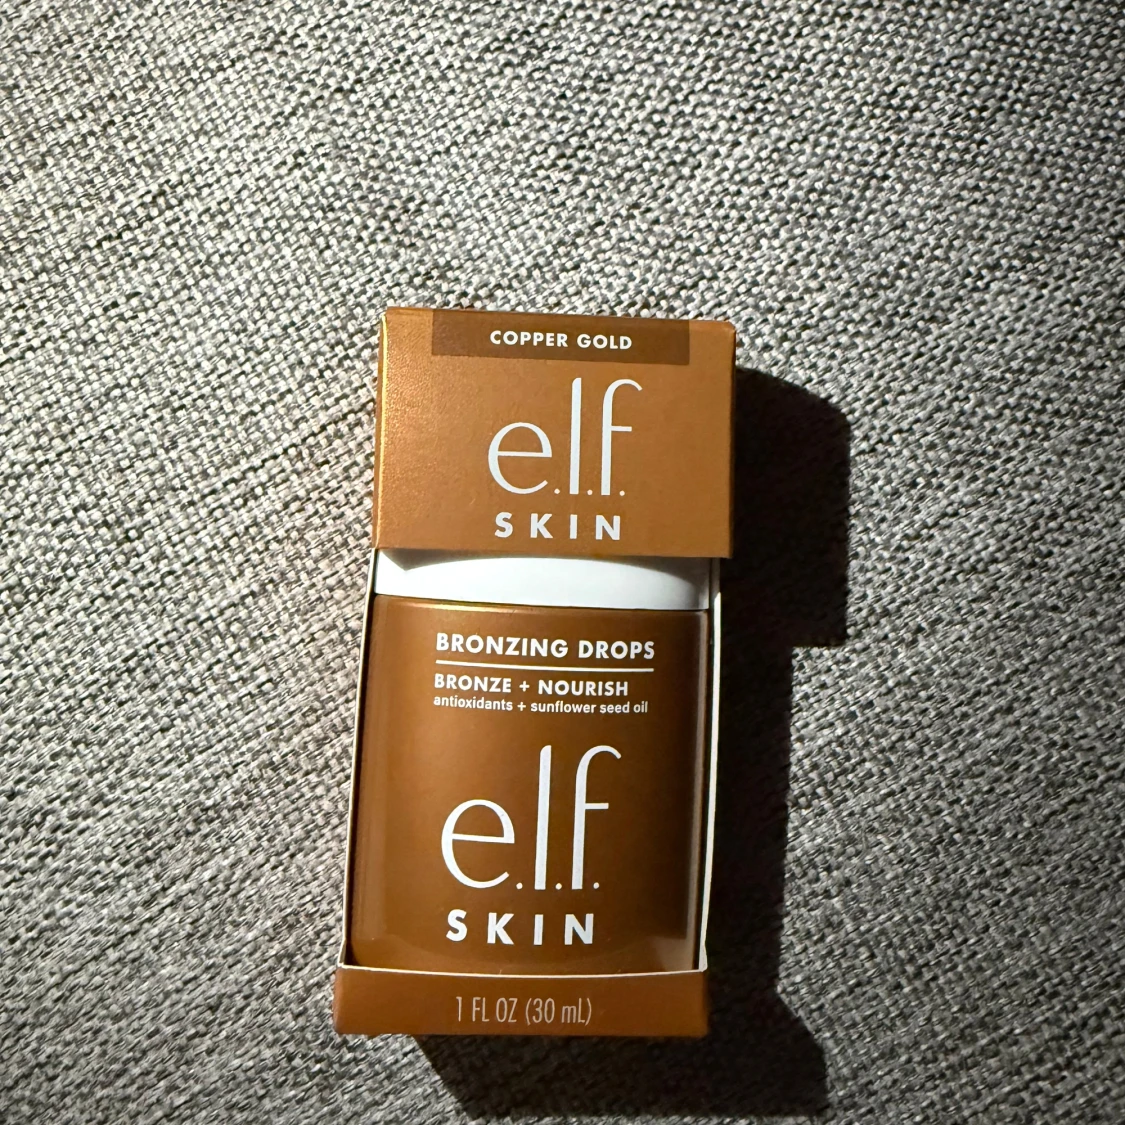 COPPER GOLD
e.l.f.
SKIN
BRONZING DROPS
BRONZE + NOURISH
antioxidants + sunflower seed oil
e.l.f.
SKIN
1 FL OZ (30 mL)